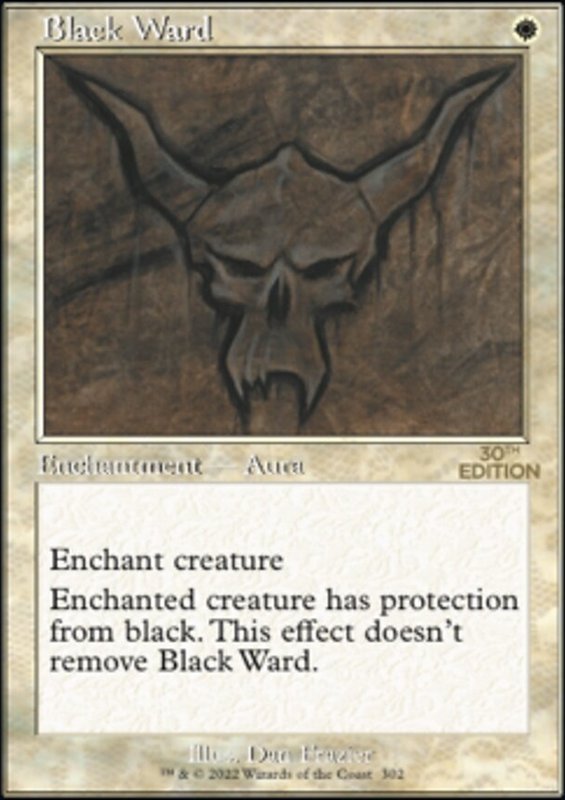 Black Ward
Enchantment — Aura
30TH
EDITION
Enchant creature
Enchanted creature has protection
from black. This effect doesn't
remove Black Ward.
Illus. Dan Frazier
™ & © 2022 Wizards of the Coast 302